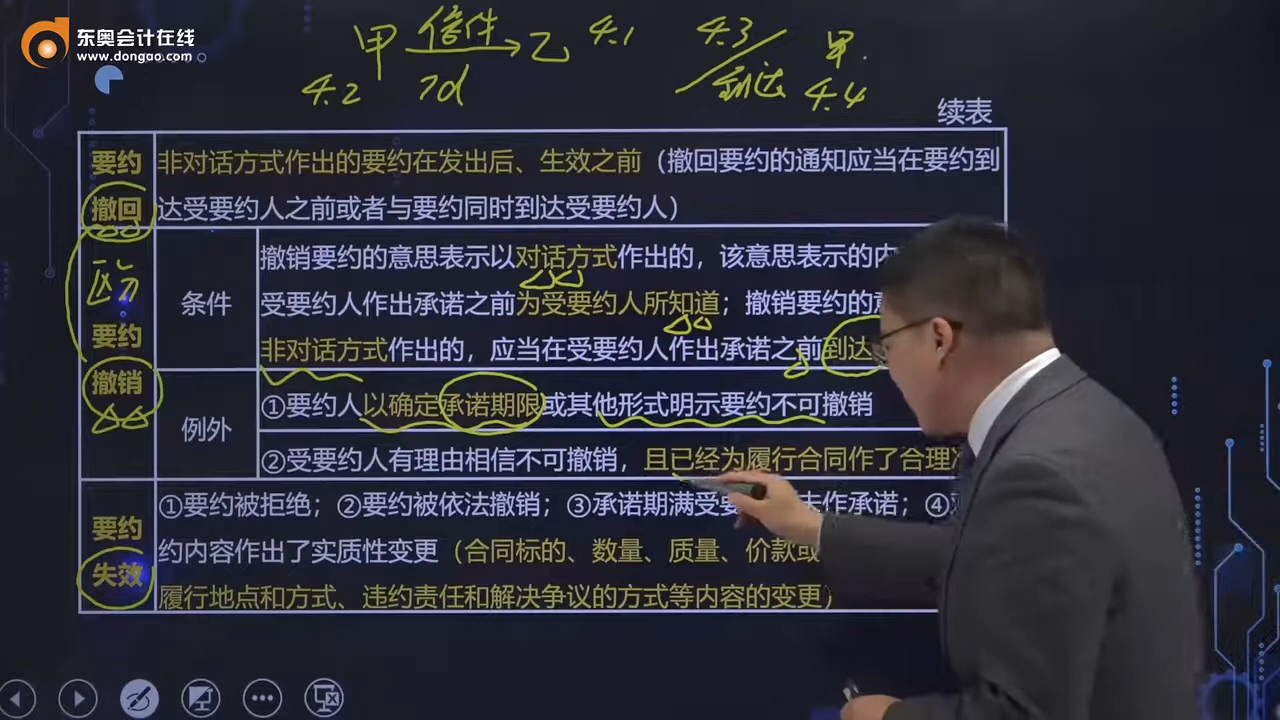 东奥会计在线
www.dongao.com
甲 信件 乙 4.1 4.3 甲
4.2 7d 到达 4.4
续表
要约
撤回
非对话方式作出的要约在发出后、生效之前（撤回要约的通知应当在要约到
达受要约人之前或者与要约同时到达受要约人）
区分
要约
撤销
条件
撤销要约的意思表示以对话方式作出的，该意思表示的内
受要约人作出承诺之前为受要约人所知道；撤销要约的意
非对话方式作出的，应当在受要约人作出承诺之前到达
例外
①要约人以确定承诺期限或其他形式明示要约不可撤销
②受要约人有理由相信不可撤销，且已经为履行合同作了合理
要约
失效
①要约被拒绝；②要约被依法撤销；③承诺期满受要 未作承诺；④
约内容作出了实质性变更（合同标的、数量、质量、价款或
履行地点和方式、违约责任和解决争议的方式等内容的变更）